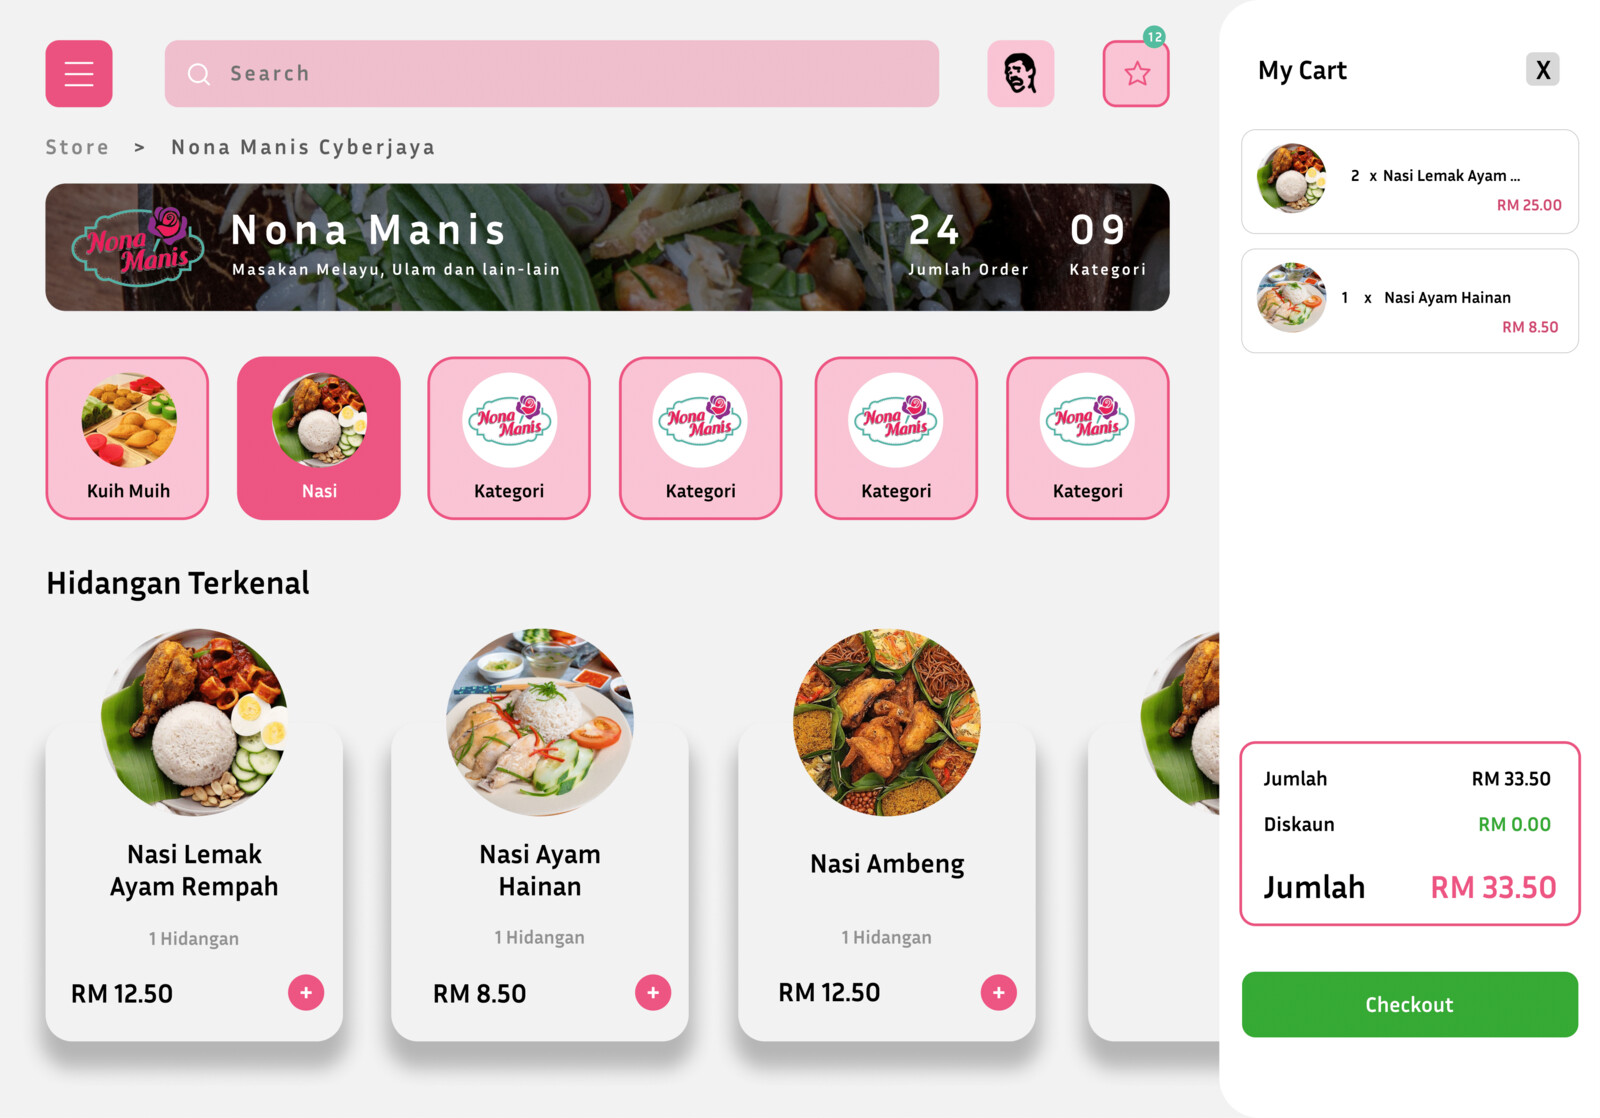 Search
12
Store > Nona Manis Cyberjaya
Nona Manis
Nona Manis
Masakan Melayu, Ulam dan lain-lain
24
Jumlah Order
09
Kategori
Kuih Muih
Nasi
Nona Manis
Kategori
Nona Manis
Kategori
Nona Manis
Kategori
Nona Manis
Kategori
Hidangan Terkenal
Nasi Lemak
Ayam Rempah
1 Hidangan
RM 12.50 +
Nasi Ayam
Hainan
1 Hidangan
RM 8.50 +
Nasi Ambeng
1 Hidangan
RM 12.50 +
My Cart X
2 x Nasi Lemak Ayam ...
RM 25.00
1 x Nasi Ayam Hainan
RM 8.50
Jumlah RM 33.50
Diskaun RM 0.00
Jumlah RM 33.50
Checkout